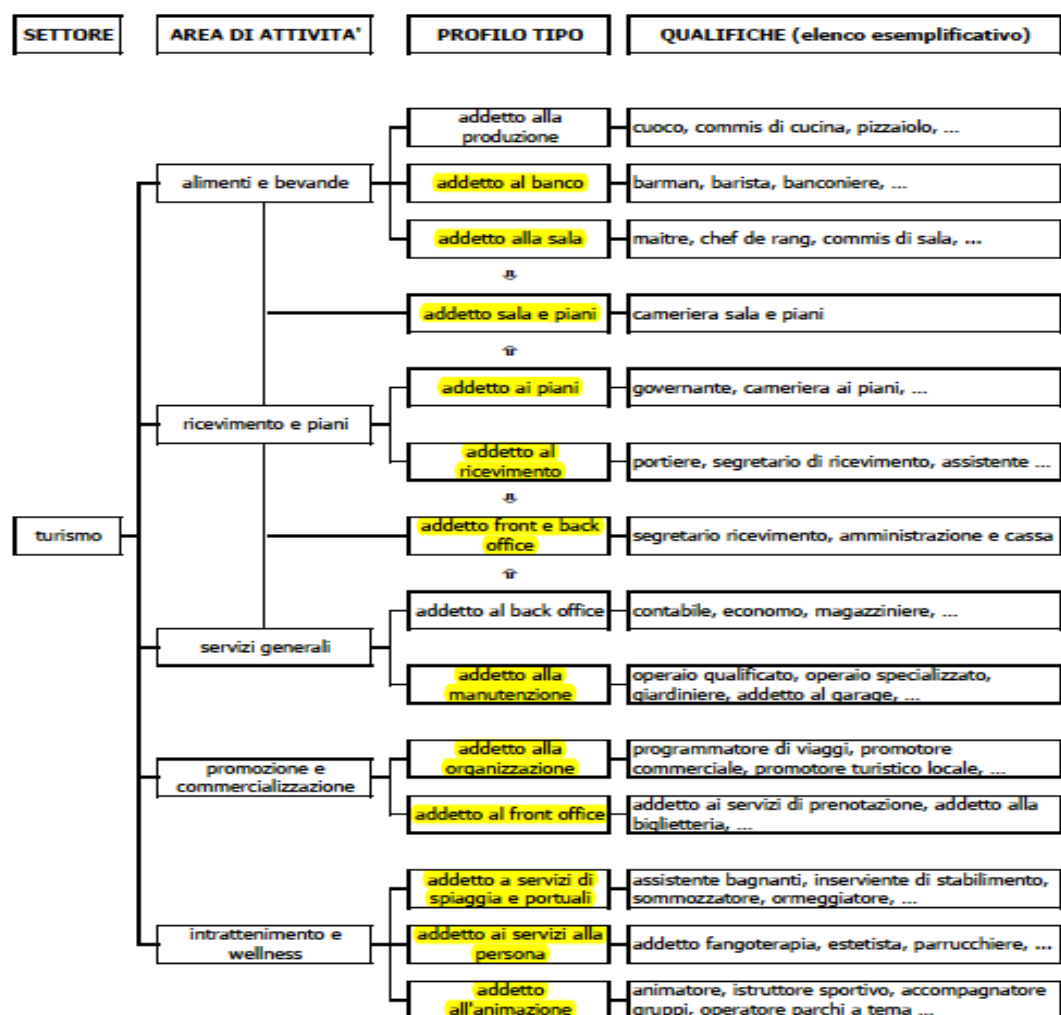 SETTORE
AREA DI ATTIVITA'
PROFILO TIPO
QUALIFICHE (elenco esemplificativo)
addetto alla
produzione
cuoco, commis di cucina, pizzaiolo, ...
alimenti e bevande
addetto al banco
barman, barista, banconiere, ...
addetto alla sala
maitre, chef de rang, commis di sala, ...
addetto sala e piani
cameriera sala e piani
addetto ai piani
governante, cameriera ai piani, ...
ricevimento e piani
addetto al
ricevimento
portiere, segretario di ricevimento, assistente ...
turismo
addetto front e back
office
segretario ricevimento, amministrazione e cassa
addetto al back office
contabile, economo, magazziniere, ...
servizi generali
addetto alla
manutenzione
operaio qualificato, operaio specializzato,
giardiniere, addetto al garage, ...
promozione e
commercializzazione
addetto alla
organizzazione
programmatore di viaggi, promotore
commerciale, promotore turistico locale, ...
addetto al front office
addetto ai servizi di prenotazione, addetto alla
biglietteria, ...
addetto a servizi di
spiaggia e portuali
assistente bagnanti, inserviente di stabilimento,
sommozzatore, ormeggiatore, ...
intrattenimento e
wellness
addetto ai servizi alla
persona
addetto fangoterapia, estetista, parrucchiere, ...
addetto
all'animazione
animatore, istruttore sportivo, accompagnatore
gruppi, operatore parchi a tema ...